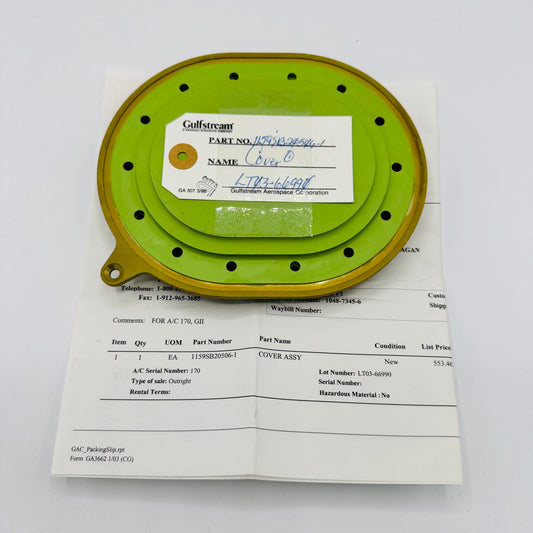 Gulfstream
A GENERAL DYNAMICS COMPANY
PART NO. 1159SB20506-1
NAME Cover
LT03-66990
GA 307 3/98 Gulfstream Aerospace Corporation
AGAN
Telephone: 1-800-
Fax: 1-912-965-3685
1048-7345-6
Custo
Waybill Number:
Shipp
Comments: FOR A/C 170, GII
Item Qty UOM Part Number Part Name Condition List Price
1 1 EA 1159SB20506-1 COVER ASSY New 553.46
A/C Serial Number: 170 Lot Number: LT03-66990
Type of sale: Outright Serial Number:
Rental Terms: Hazardous Material : No
GAC_PackingSlip.rpt
Form GA3662 1/03 (CG)